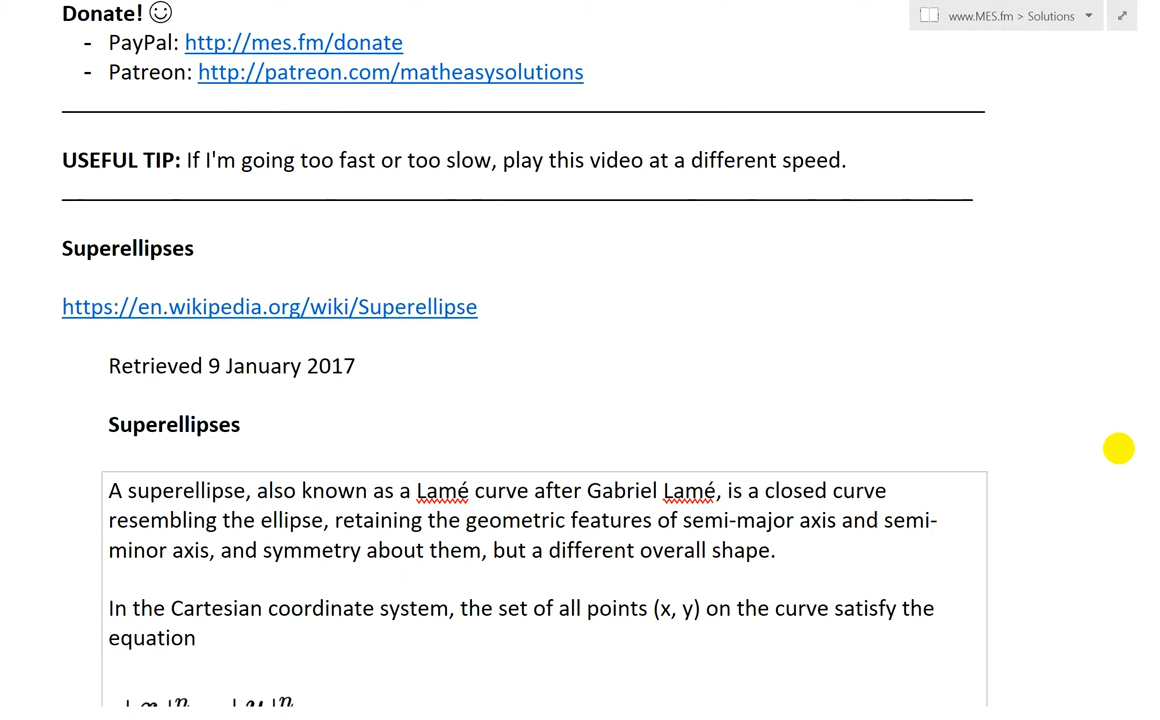 Donate! ☺
www.MES.fm > Solutions
- PayPal: http://mes.fm/donate
- Patreon: http://patreon.com/matheasysolutions
USEFUL TIP: If I'm going too fast or too slow, play this video at a different speed.
Superellipses
https://en.wikipedia.org/wiki/Superellipse
Retrieved 9 January 2017
Superellipses
A superellipse, also known as a Lamé curve after Gabriel Lamé, is a closed curve
resembling the ellipse, retaining the geometric features of semi-major axis and semi-
minor axis, and symmetry about them, but a different overall shape.
In the Cartesian coordinate system, the set of all points (x, y) on the curve satisfy the
equation